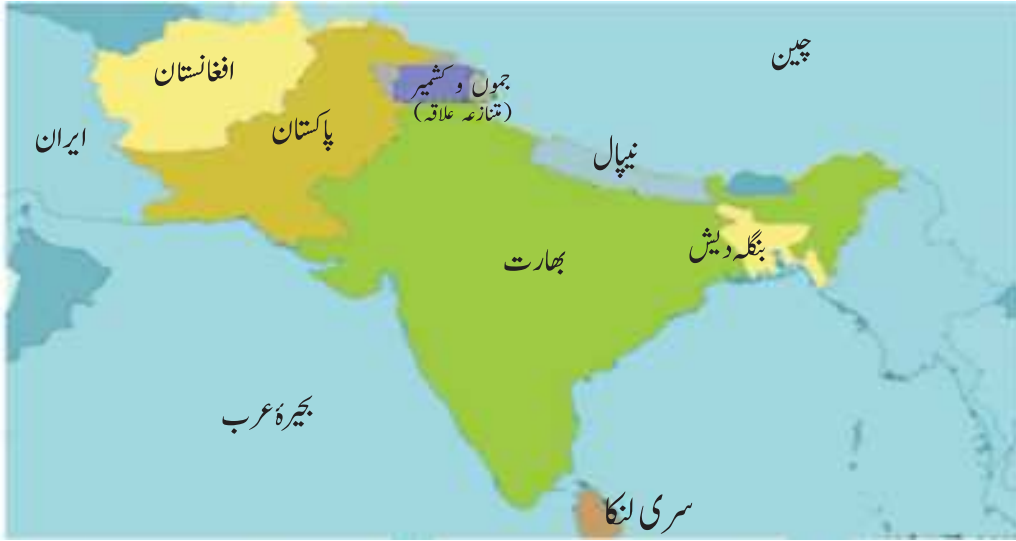 چین
افغانستان
جموں و کشمیر
(متنازعہ علاقہ)
پاکستان
ایران
نیپال
بنگلہ دیش
بھارت
بحیرۂ عرب
سری لنکا